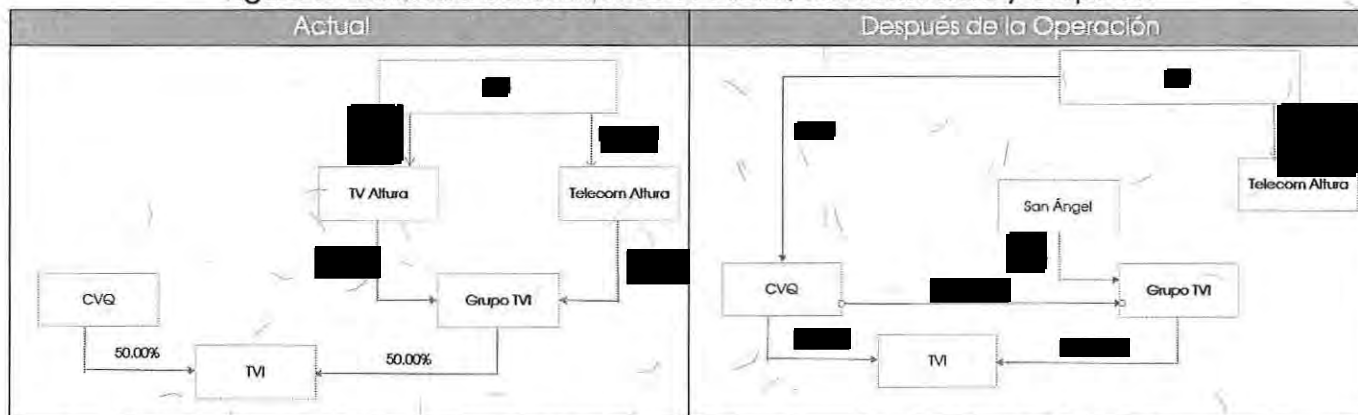 Actual
TV Altura
Telecom Altura
CVQ
Grupo TVI
50.00%
50.00%
TVI
Después de la Operación
San Ángel
Telecom Altura
CVQ
Grupo TVI
TVI